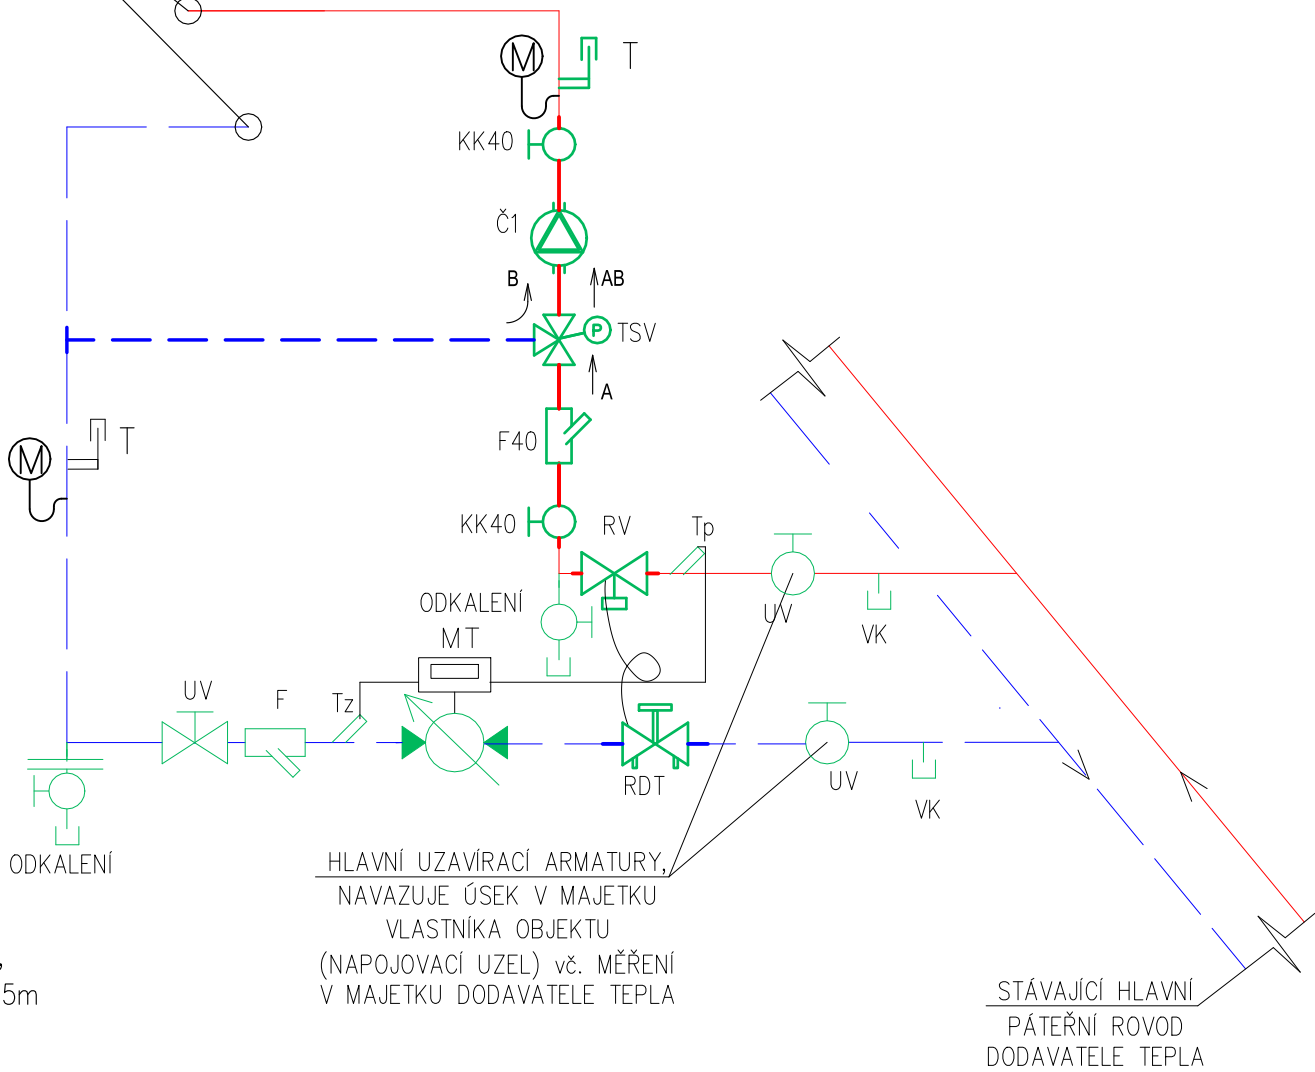 M
T
KK40
Č1
B
AB
P
TSV
A
F40
M
T
KK40
RV
Tp
ODKALENÍ
MT
UV
VK
UV
F
Tz
RDT
UV
VK
ODKALENÍ
HLAVNÍ UZAVÍRACÍ ARMATURY,
NAVAZUJE ÚSEK V MAJETKU
VLASTNÍKA OBJEKTU
(NAPOJOVACÍ UZEL) vč. MĚŘENÍ
V MAJETKU DODAVATELE TEPLA
,
5m
STÁVAJÍCÍ HLAVNÍ
PÁTEŘNÍ ROVOD
DODAVATELE TEPLA